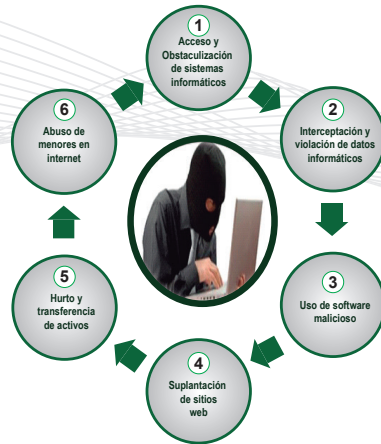 1
Acceso y
Obstaculización
de sistemas
informáticos
2
Interceptación y
violación de datos
informáticos
3
Uso de software
malicioso
4
Suplantación
de sitios
web
5
Hurto y
transferencia
de activos
6
Abuso de
menores en
internet